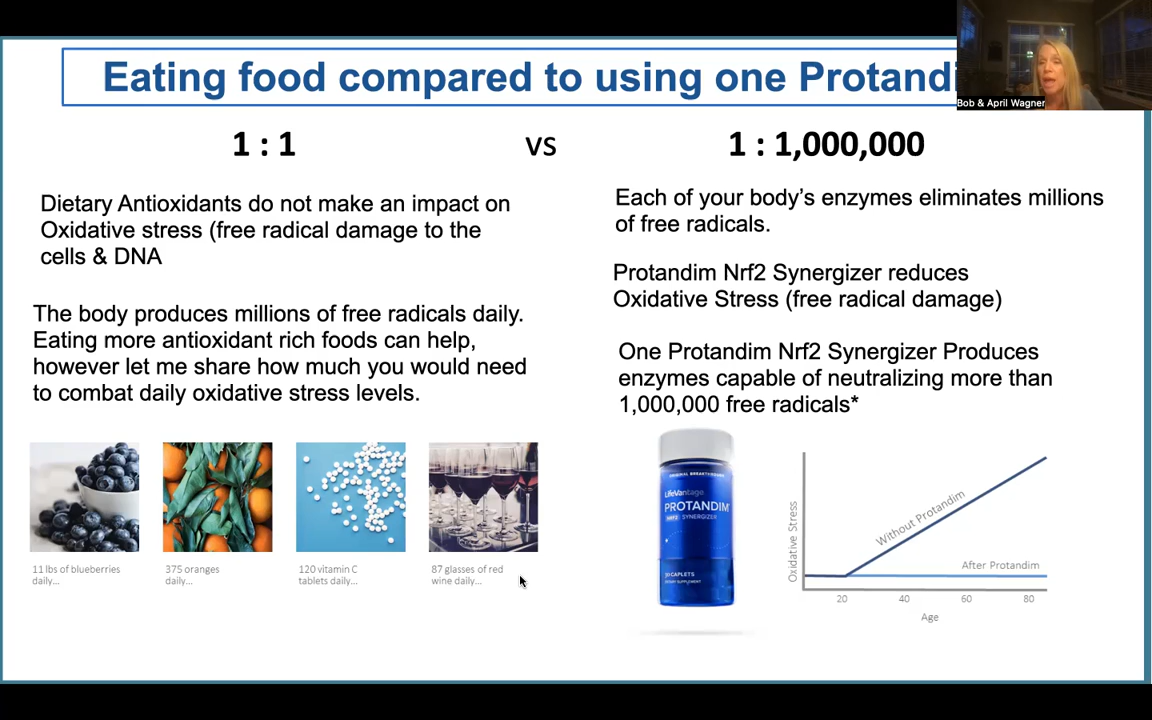 Eating food compared to using one Protandi
Bob & April Wagner
1 : 1
vs
1 : 1,000,000
Dietary Antioxidants do not make an impact on
Oxidative stress (free radical damage to the
cells & DNA
The body produces millions of free radicals daily.
Eating more antioxidant rich foods can help,
however let me share how much you would need
to combat daily oxidative stress levels.
11 lbs of blueberries
daily...
375 oranges
daily...
120 vitamin C
tablets daily...
87 glasses of red
wine daily...
Each of your body’s enzymes eliminates millions
of free radicals.
Protandim Nrf2 Synergizer reduces
Oxidative Stress (free radical damage)
One Protandim Nrf2 Synergizer Produces
enzymes capable of neutralizing more than
1,000,000 free radicals*
LifeVantage
PROTANDIM
NRF2 SYNERGIZER
CAPLETS
Oxidative Stress
Without Protandim
After Protandim
20
40
60
80
Age